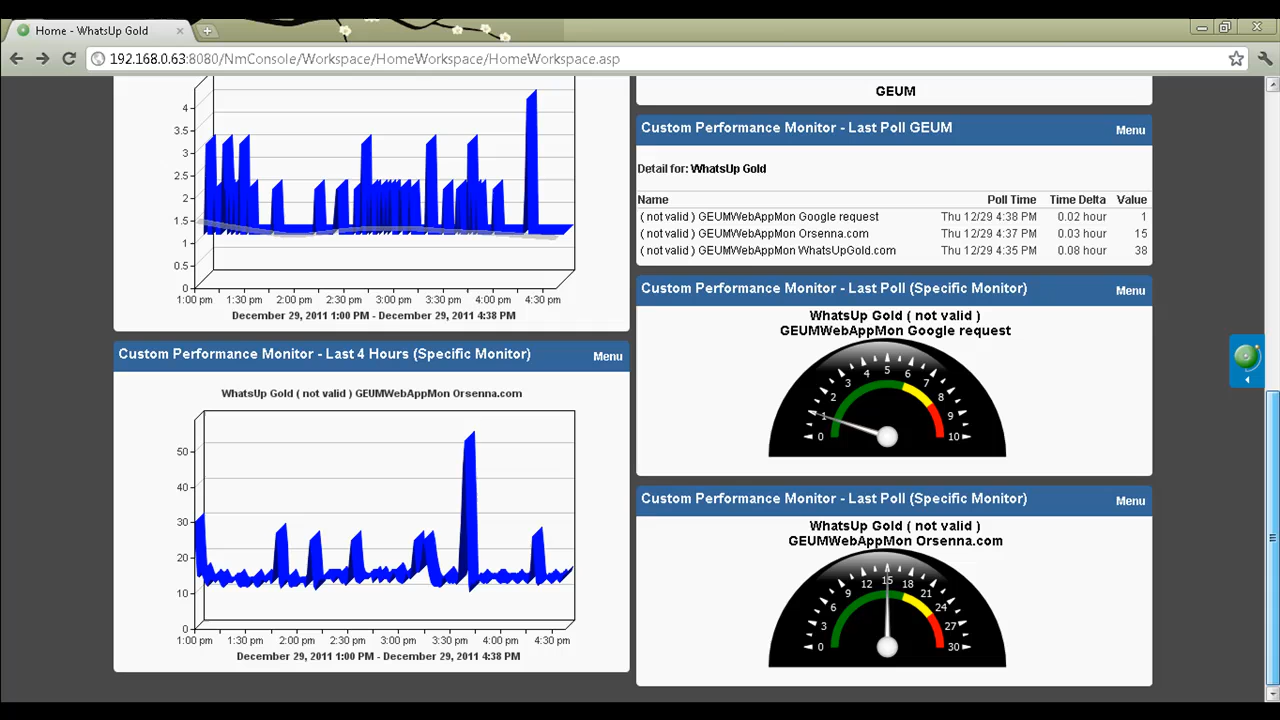 Home - WhatsUp Gold
192.168.0.63:8080/NmConsole/Workspace/HomeWorkspace/HomeWorkspace.asp
4
3.5
3
2.5
2
1.5
1
0.5
0
1:00 pm 1:30 pm 2:00 pm 2:30 pm 3:00 pm 3:30 pm 4:00 pm 4:30 pm
December 29, 2011 1:00 PM - December 29, 2011 4:38 PM
Custom Performance Monitor - Last 4 Hours (Specific Monitor) Menu
WhatsUp Gold ( not valid ) GEUMWebAppMon Orsenna.com
50
40
30
20
10
0
1:00 pm 1:30 pm 2:00 pm 2:30 pm 3:00 pm 3:30 pm 4:00 pm 4:30 pm
December 29, 2011 1:00 PM - December 29, 2011 4:38 PM
GEUM
Custom Performance Monitor - Last Poll GEUM Menu
Detail for: WhatsUp Gold
Name Poll Time Time Delta Value
( not valid ) GEUMWebAppMon Google request Thu 12/29 4:38 PM 0.02 hour 1
( not valid ) GEUMWebAppMon Orsenna.com Thu 12/29 4:37 PM 0.03 hour 15
( not valid ) GEUMWebAppMon WhatsUpGold.com Thu 12/29 4:35 PM 0.08 hour 38
Custom Performance Monitor - Last Poll (Specific Monitor) Menu
WhatsUp Gold ( not valid )
GEUMWebAppMon Google request
0 1 2 3 4 5 6 7 8 9 10
Custom Performance Monitor - Last Poll (Specific Monitor) Menu
WhatsUp Gold ( not valid )
GEUMWebAppMon Orsenna.com
0 3 6 9 12 15 18 21 24 27 30